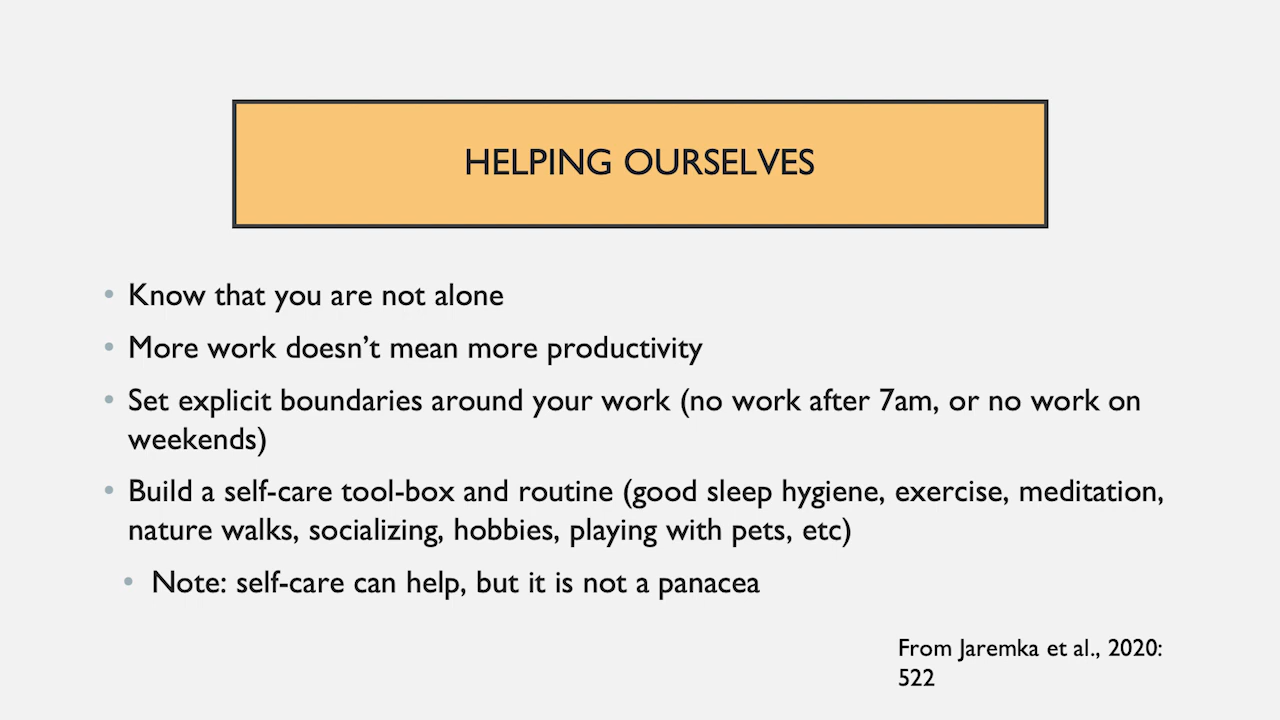 HELPING OURSELVES
• Know that you are not alone
• More work doesn’t mean more productivity
• Set explicit boundaries around your work (no work after 7am, or no work on
weekends)
• Build a self-care tool-box and routine (good sleep hygiene, exercise, meditation,
nature walks, socializing, hobbies, playing with pets, etc)
• Note: self-care can help, but it is not a panacea
From Jaremka et al., 2020:
522